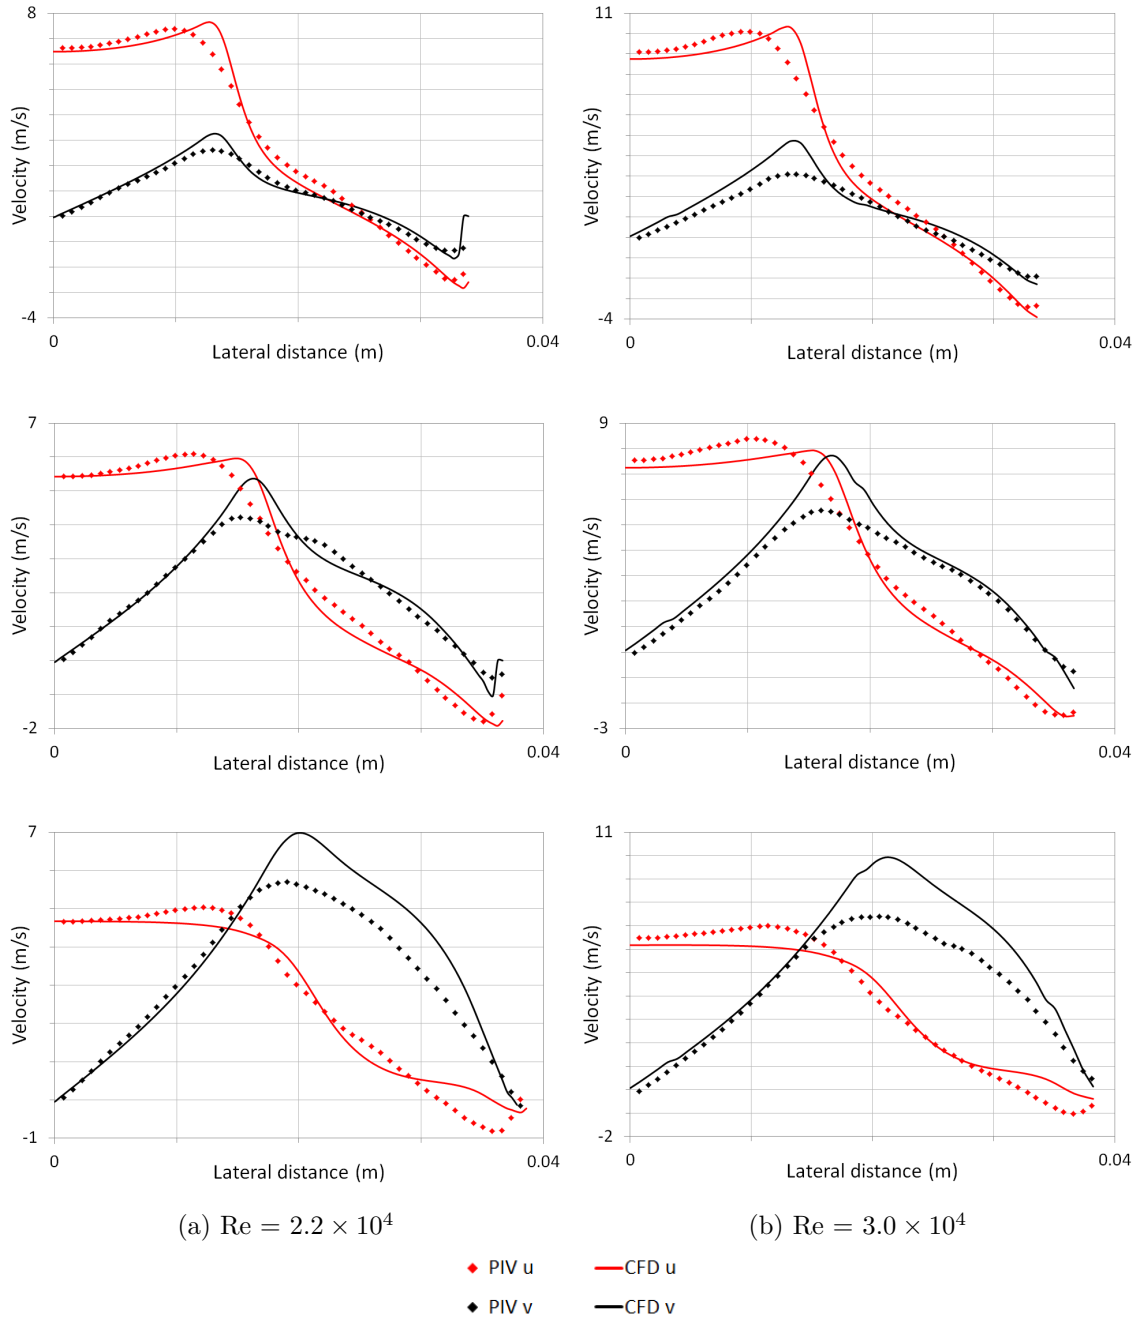 8
Velocity (m/s)
-4
0
0.04
Lateral distance (m)
11
Velocity (m/s)
-4
0
0.04
Lateral distance (m)
7
Velocity (m/s)
-2
0
0.04
Lateral distance (m)
9
Velocity (m/s)
-3
0
0.04
Lateral distance (m)
7
Velocity (m/s)
-1
0
0.04
Lateral distance (m)
11
Velocity (m/s)
-2
0
0.04
Lateral distance (m)
(a) Re = 2.2 × 10⁴
(b) Re = 3.0 × 10⁴
PIV u
CFD u
PIV v
CFD v